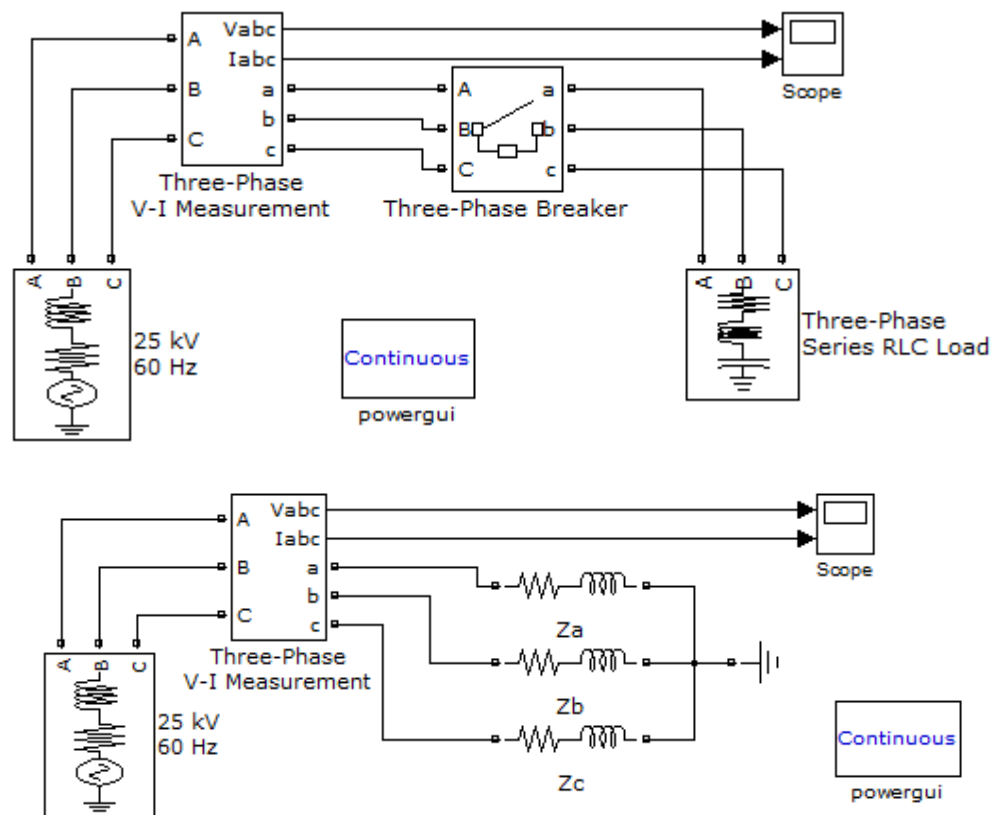 Vabc
A
Iabc
B
a
b
C
c
Three-Phase
V-I Measurement
A
a
B
b
C
c
Three-Phase Breaker
Scope
A B C
25 kV
60 Hz
Continuous
powergui
A B C
Three-Phase
Series RLC Load
Vabc
A
Iabc
B
a
b
C
c
Three-Phase
V-I Measurement
Scope
Za
Zb
Zc
A B C
25 kV
60 Hz
Continuous
powergui